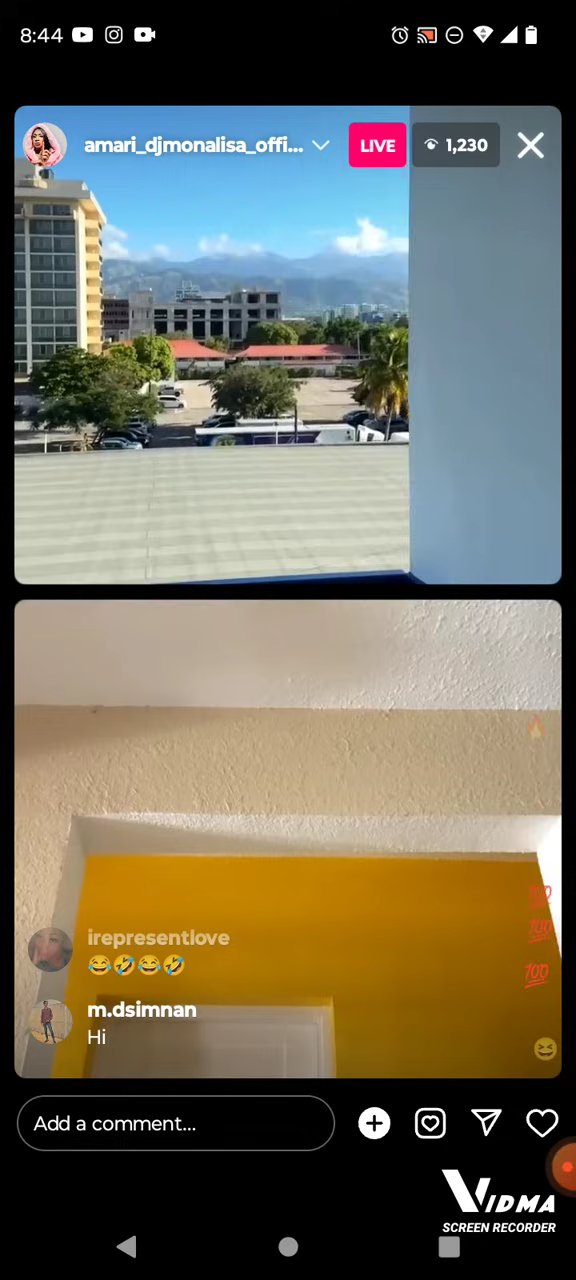 8:44
amari_djmonalisa_offi...
LIVE
1,230
irepresentlove
😂🤣😂🤣
m.dsimnan
Hi
💯
💯
💯
Add a comment...
VIDMA
SCREEN RECORDER